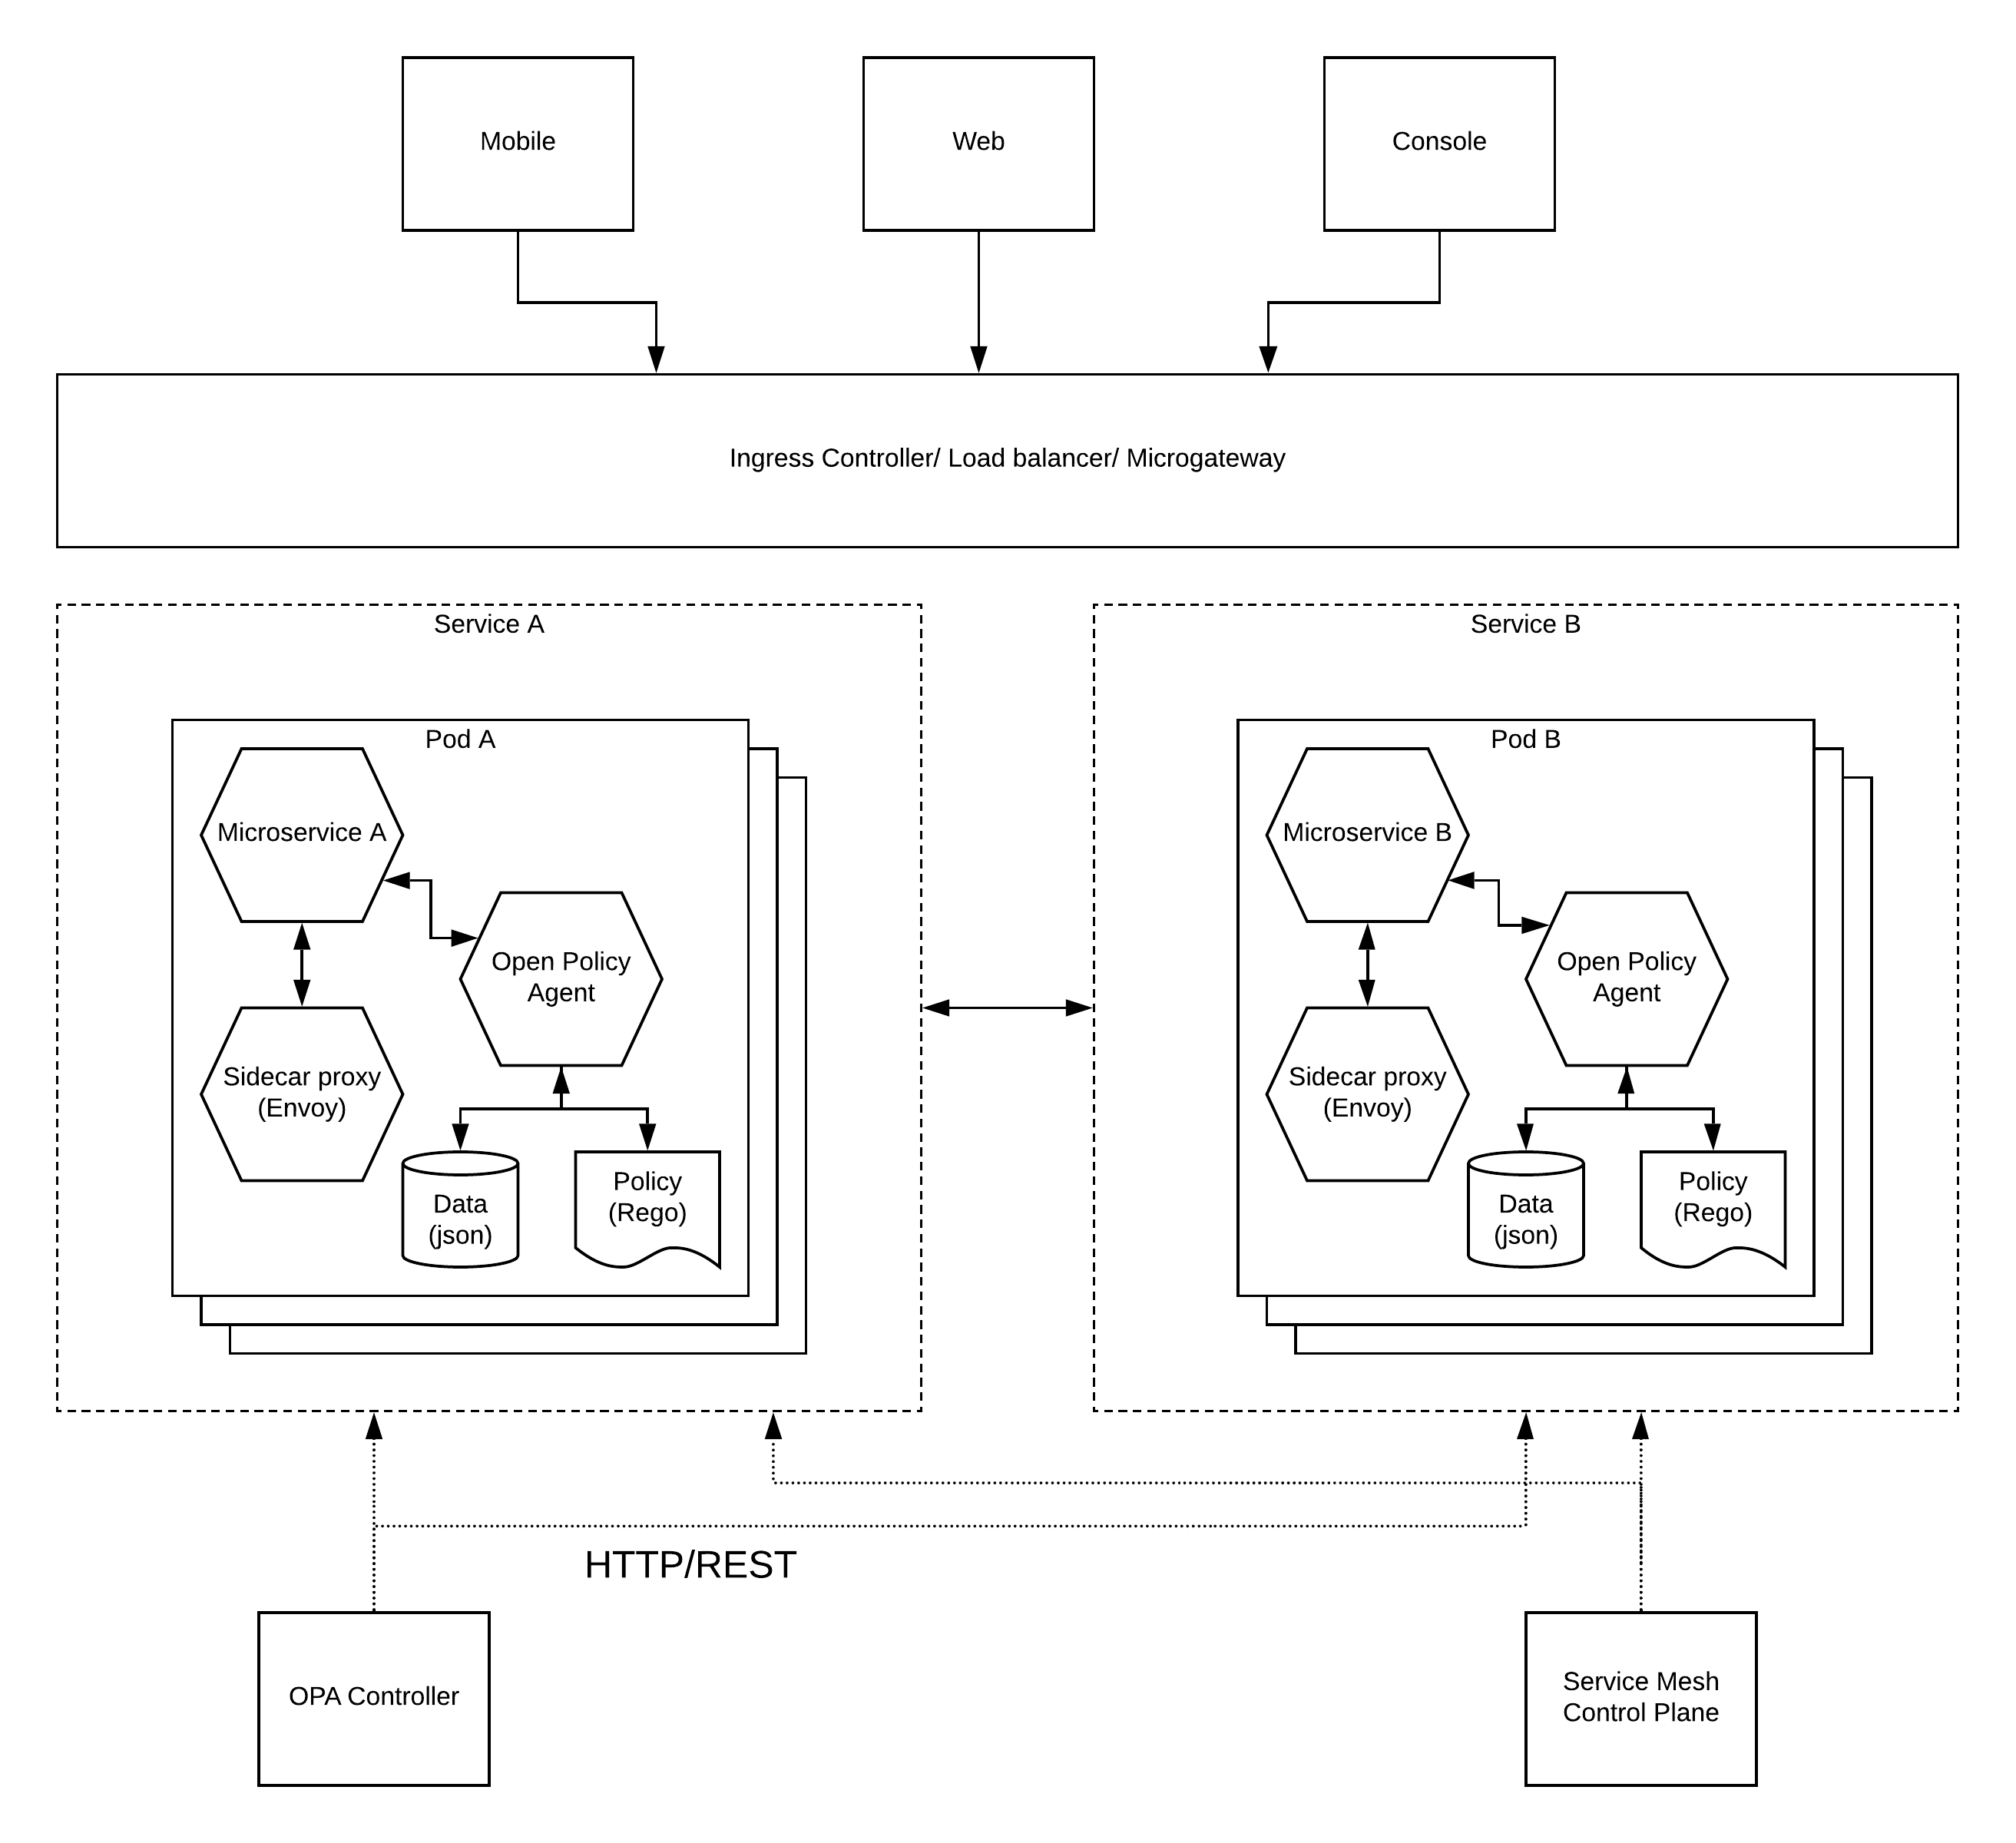 Mobile
Web
Console
Ingress Controller/ Load balancer/ Microgateway
Service A
Pod A
Microservice A
Open Policy
Agent
Sidecar proxy
(Envoy)
Data
(json)
Policy
(Rego)
Service B
Pod B
Microservice B
Open Policy
Agent
Sidecar proxy
(Envoy)
Data
(json)
Policy
(Rego)
HTTP/REST
OPA Controller
Service Mesh
Control Plane